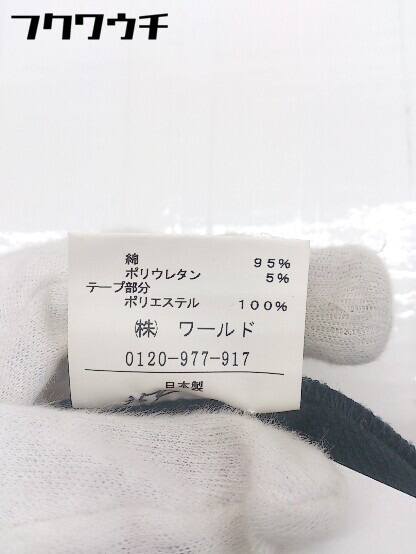 フクワウチ
綿 95%
ポリウレタン 5%
テープ部分
ポリエステル 100%
㈱ ワールド
0120-977-917
日本製